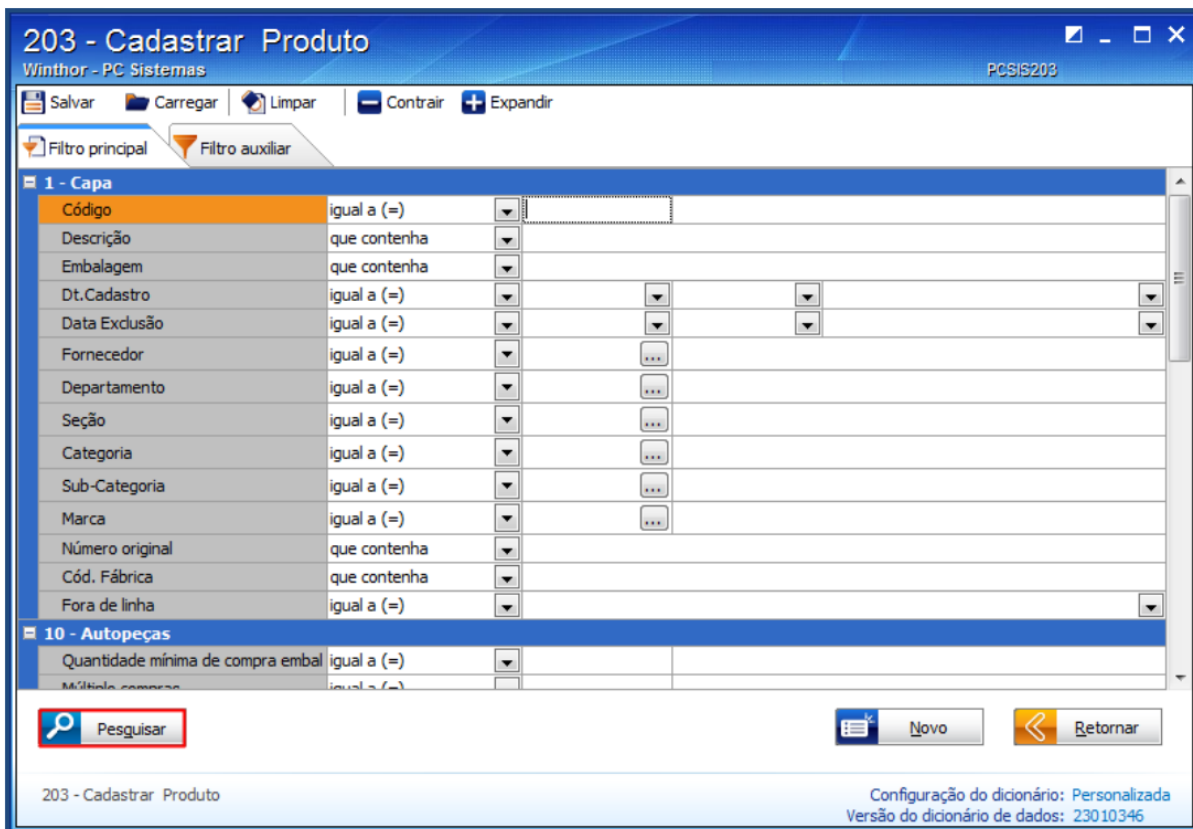 203 - Cadastrar Produto
Winthor - PC Sistemas
PCSIS203
Salvar Carregar Limpar Contrair Expandir
Filtro principal Filtro auxiliar
1 - Capa
Código igual a (=)
Descrição que contenha
Embalagem que contenha
Dt.Cadastro igual a (=)
Data Exclusão igual a (=)
Fornecedor igual a (=) ...
Departamento igual a (=) ...
Seção igual a (=) ...
Categoria igual a (=) ...
Sub-Categoria igual a (=) ...
Marca igual a (=) ...
Número original que contenha
Cód. Fábrica que contenha
Fora de linha igual a (=)
10 - Autopeças
Quantidade mínima de compra embal igual a (=)
Múltiplo compras igual a (=)
Pesquisar Novo Retornar
203 - Cadastrar Produto
Configuração do dicionário: Personalizada
Versão do dicionário de dados: 23010346